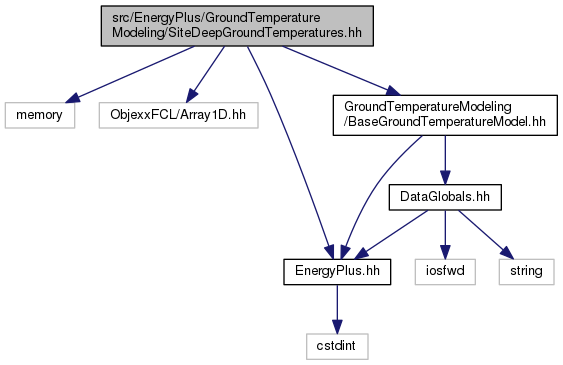 src/EnergyPlus/GroundTemperature
Modeling/SiteDeepGroundTemperatures.hh
memory
ObjexxFCL/Array1D.hh
GroundTemperatureModeling
/BaseGroundTemperatureModel.hh
DataGlobals.hh
EnergyPlus.hh
iosfwd
string
cstdint